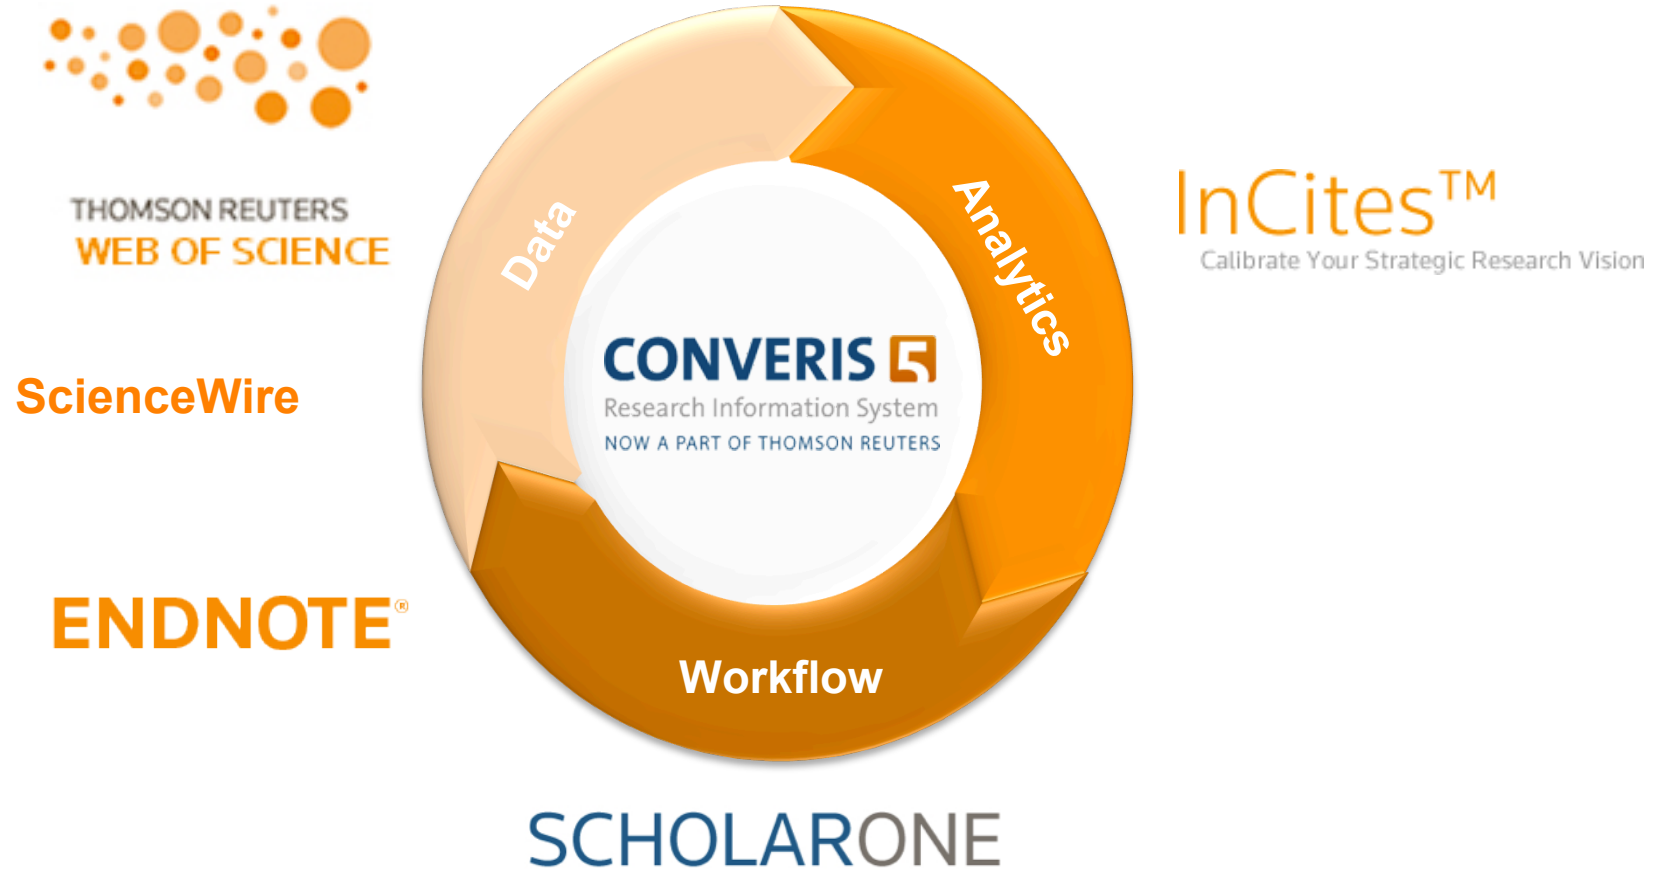 THOMSON REUTERS
WEB OF SCIENCE
ScienceWire
ENDNOTE®
Data
Analytics
Workflow
CONVERIS 5
Research Information System
NOW A PART OF THOMSON REUTERS
InCites™
Calibrate Your Strategic Research Vision
SCHOLARONE